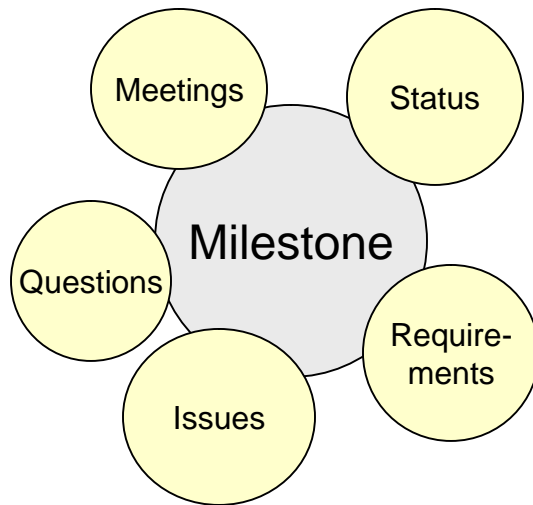 Meetings
Status
Milestone
Questions
Require-
ments
Issues